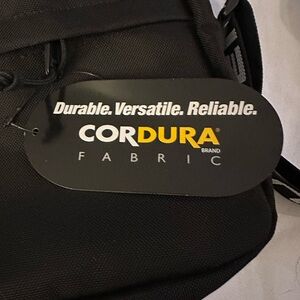 Durable. Versatile. Reliable.
CORDURA®
BRAND
FABRIC